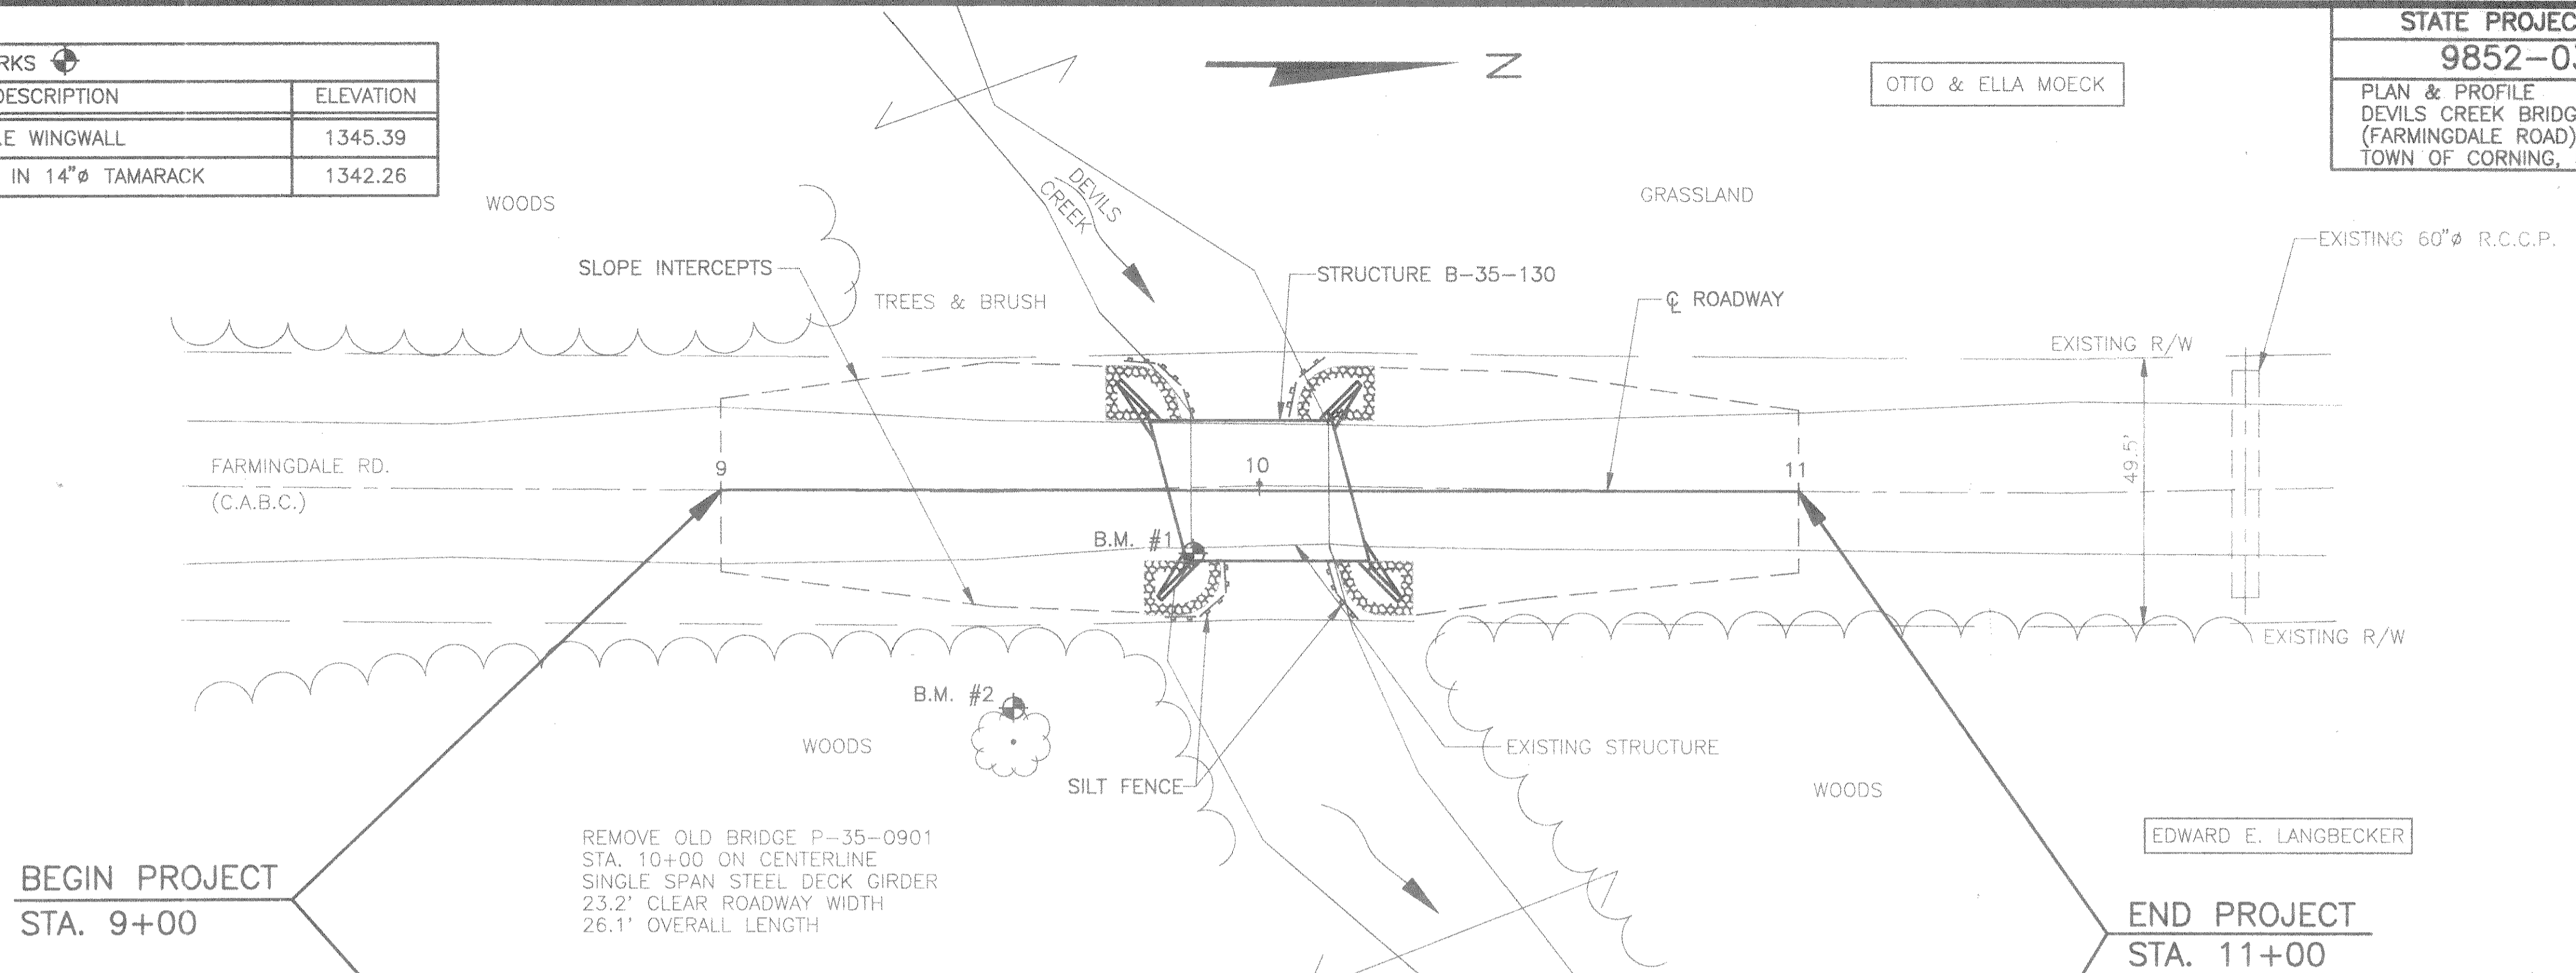 RKS
DESCRIPTION ELEVATION
E WINGWALL 1345.39
IN 14"ø TAMARACK 1342.26
N
OTTO & ELLA MOECK
STATE PROJEC
9852-0
PLAN & PROFILE
DEVILS CREEK BRIDG
(FARMINGDALE ROAD)
TOWN OF CORNING,
WOODS
DEVILS
CREEK
GRASSLAND
EXISTING 60"ø R.C.C.P.
SLOPE INTERCEPTS
STRUCTURE B-35-130
TREES & BRUSH
℄ ROADWAY
EXISTING R/W
FARMINGDALE RD.
(C.A.B.C.)
9
10
11
49.5'
B.M. #1
EXISTING R/W
B.M. #2
WOODS
EXISTING STRUCTURE
SILT FENCE
WOODS
REMOVE OLD BRIDGE P-35-0901
STA. 10+00 ON CENTERLINE
SINGLE SPAN STEEL DECK GIRDER
23.2' CLEAR ROADWAY WIDTH
26.1' OVERALL LENGTH
EDWARD E. LANGBECKER
BEGIN PROJECT
STA. 9+00
END PROJECT
STA. 11+00